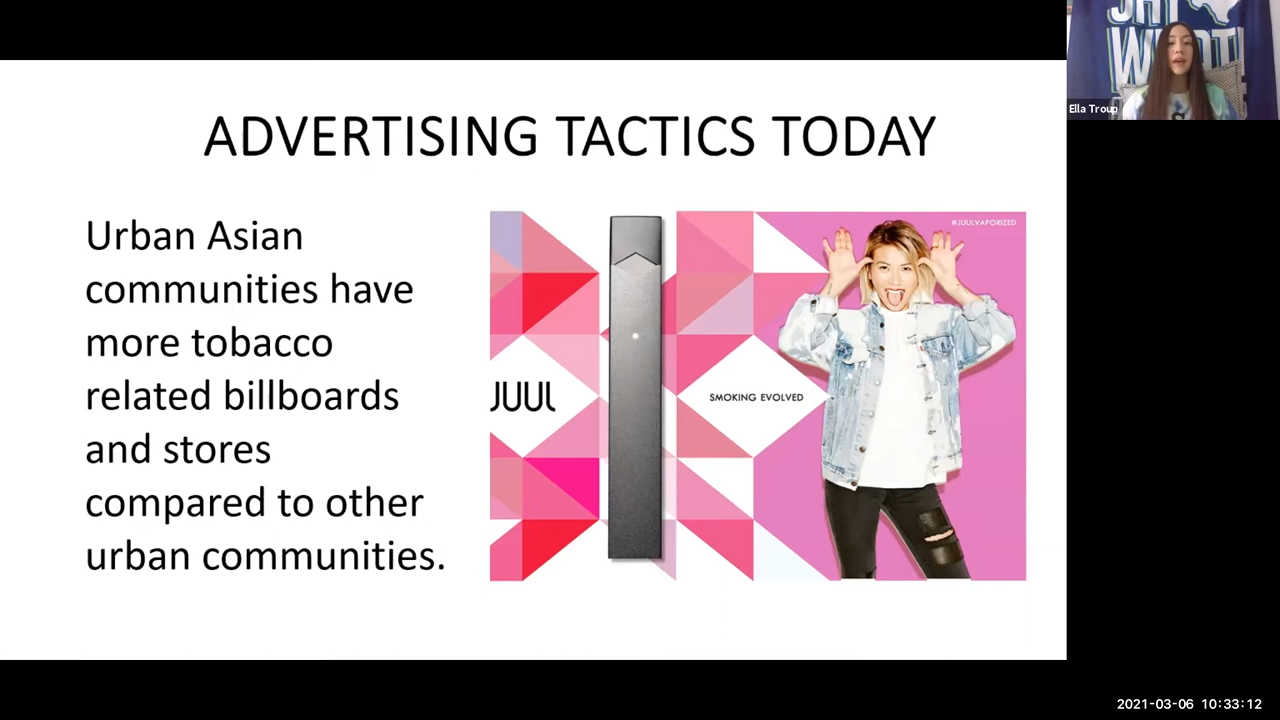 ADVERTISING TACTICS TODAY
Urban Asian
communities have
more tobacco
related billboards
and stores
compared to other
urban communities.
#JUULVAPORIZED
JUUL
SMOKING EVOLVED
Ella Troup
2021-03-06 10:33:12